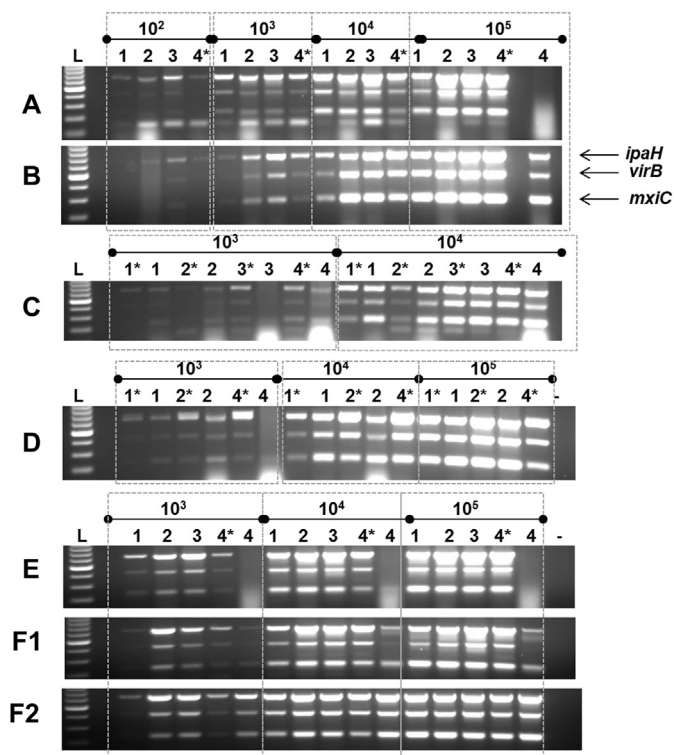 10² 10³ 10⁴ 10⁵
L 1 2 3 4* 1 2 3 4* 1 2 3 4* 1 2 3 4* 4
A
B
ipaH
virB
mxiC
10³ 10⁴
L 1* 1 2* 2 3* 3 4* 4 1* 1 2* 2 3* 3 4* 4
C
10³ 10⁴ 10⁵
L 1* 1 2* 2 4* 4 1* 1 2* 2 4* 1* 1 2* 2 4* -
D
10³ 10⁴ 10⁵
L 1 2 3 4* 4 1 2 3 4* 4 1 2 3 4* 4 -
E
F1
F2